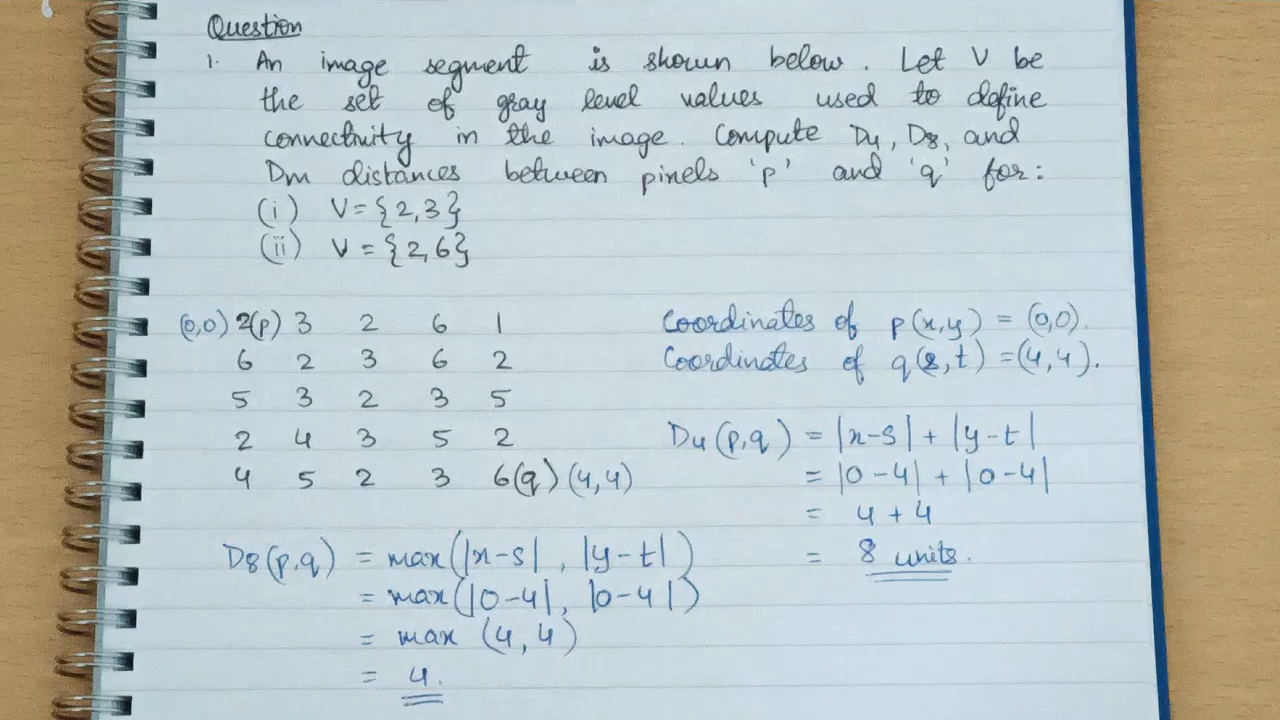 Question
1. An image segment is shown below. Let V be
the set of gray level values used to define
connectivity in the image. Compute D4, D8, and
Dm distances between pixels 'p' and 'q' for:
(i) V = {2,3}
(ii) V = {2,6}
(0,0) 2(p) 3 2 6 1
6 2 3 6 2
5 3 2 3 5
2 4 3 5 2
4 5 2 3 6(q) (4,4)
Coordinates of p(x,y) = (0,0).
Coordinates of q(s,t) = (4,4).
D4(p,q) = |x-s| + |y-t|
= |0-4| + |0-4|
= 4+4
= 8 units.
D8(p,q) = max(|x-s|, |y-t|)
= max(|0-4|, |0-4|)
= max (4,4)
= 4.